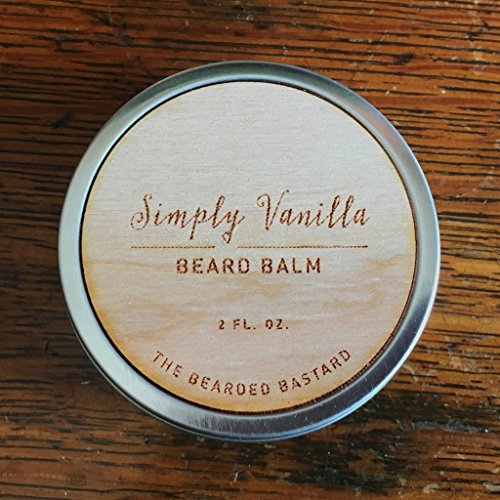 Simply Vanilla
BEARD BALM
2 FL. OZ.
THE BEARDED BASTARD